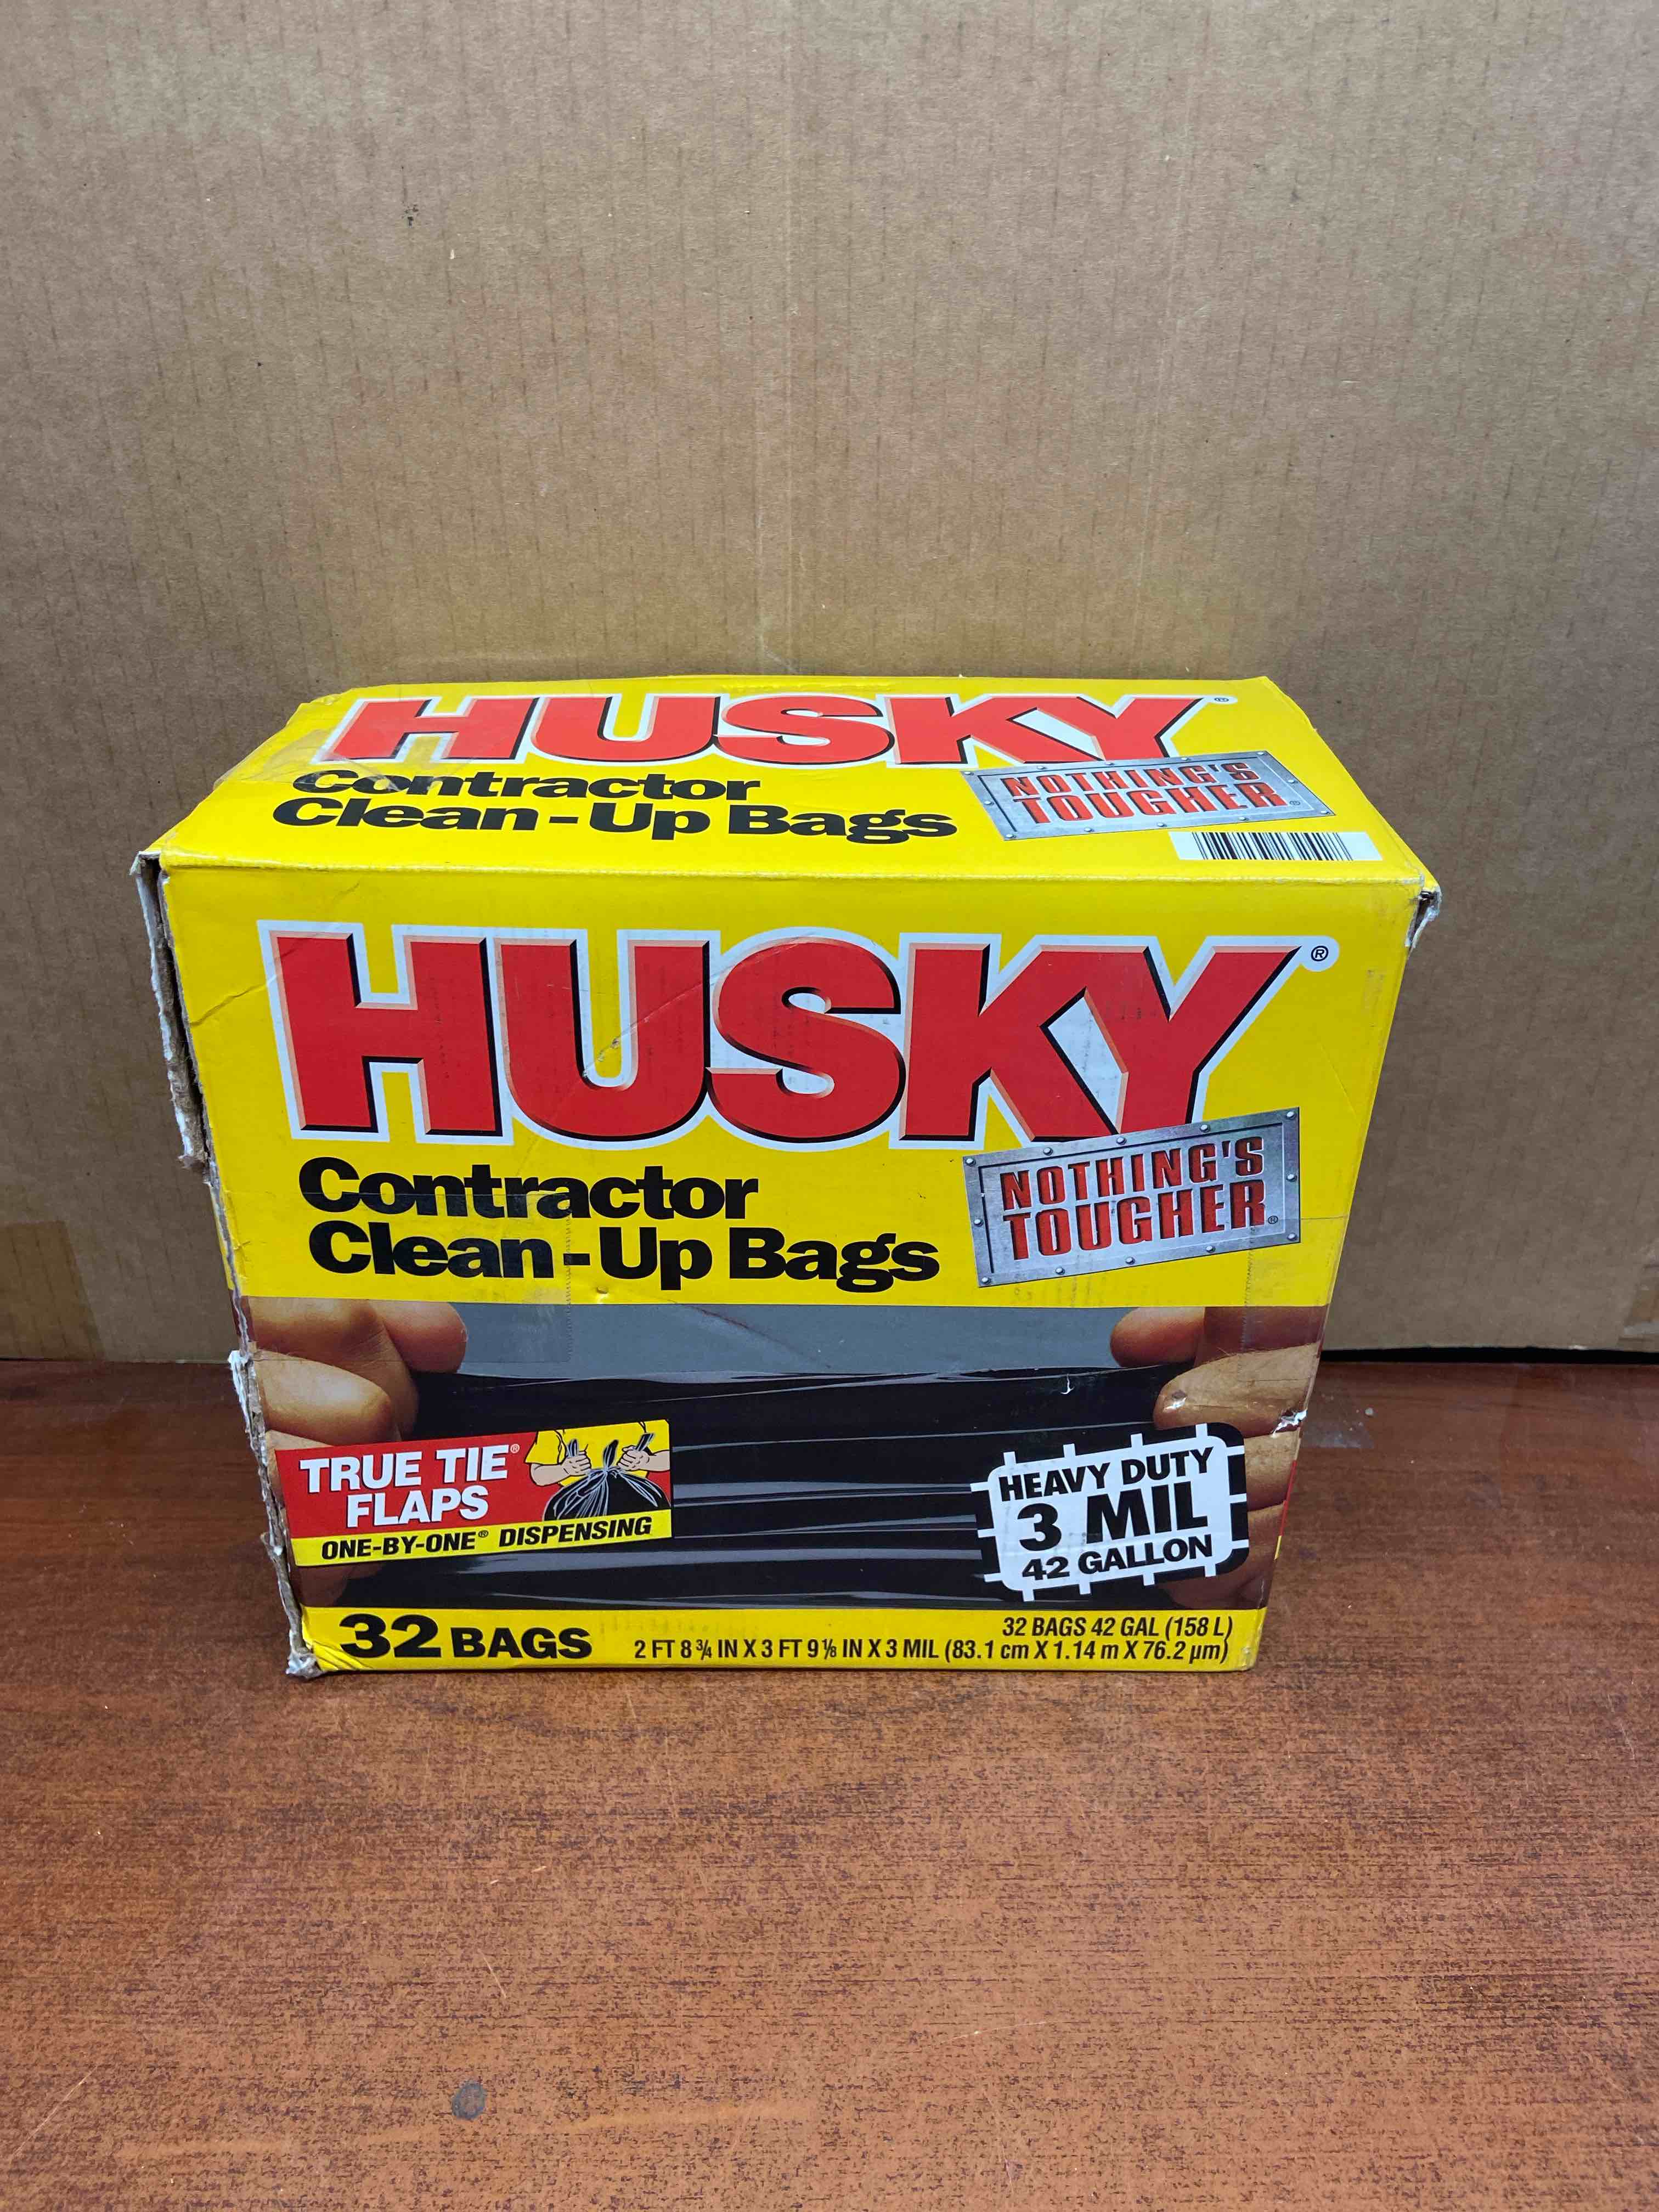 HUSKY®
Contractor
Clean-Up Bags
NOTHING'S
TOUGHER®
HUSKY®
Contractor
Clean-Up Bags
NOTHING'S
TOUGHER®
TRUE TIE®
FLAPS
ONE-BY-ONE® DISPENSING
HEAVY DUTY
3 MIL
42 GALLON
32 BAGS
32 BAGS 42 GAL (158 L)
2 FT 8 ¾ IN X 3 FT 9 ⅛ IN X 3 MIL (83.1 cm X 1.14 m X 76.2 µm)